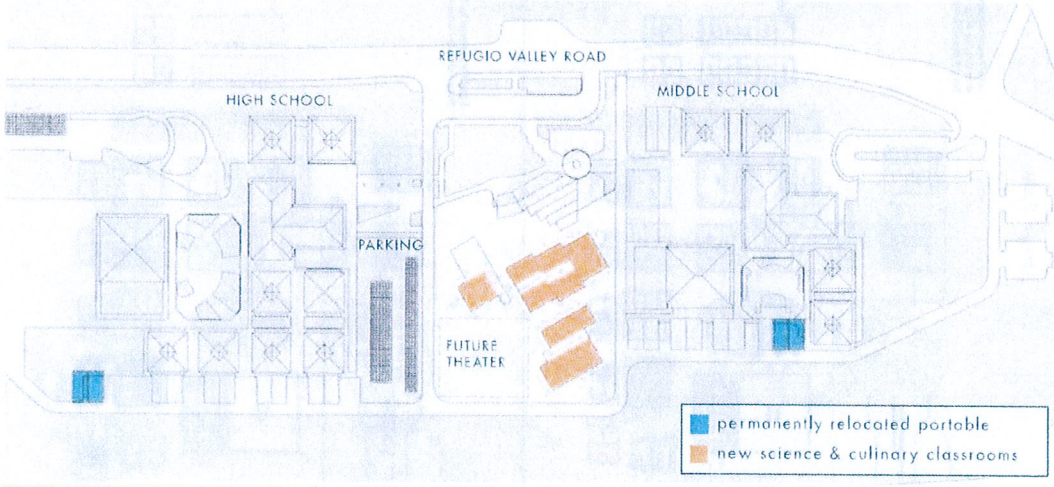 REFUGIO VALLEY ROAD
HIGH SCHOOL
MIDDLE SCHOOL
PARKING
FUTURE
THEATER
permanently relocated portable
new science & culinary classrooms